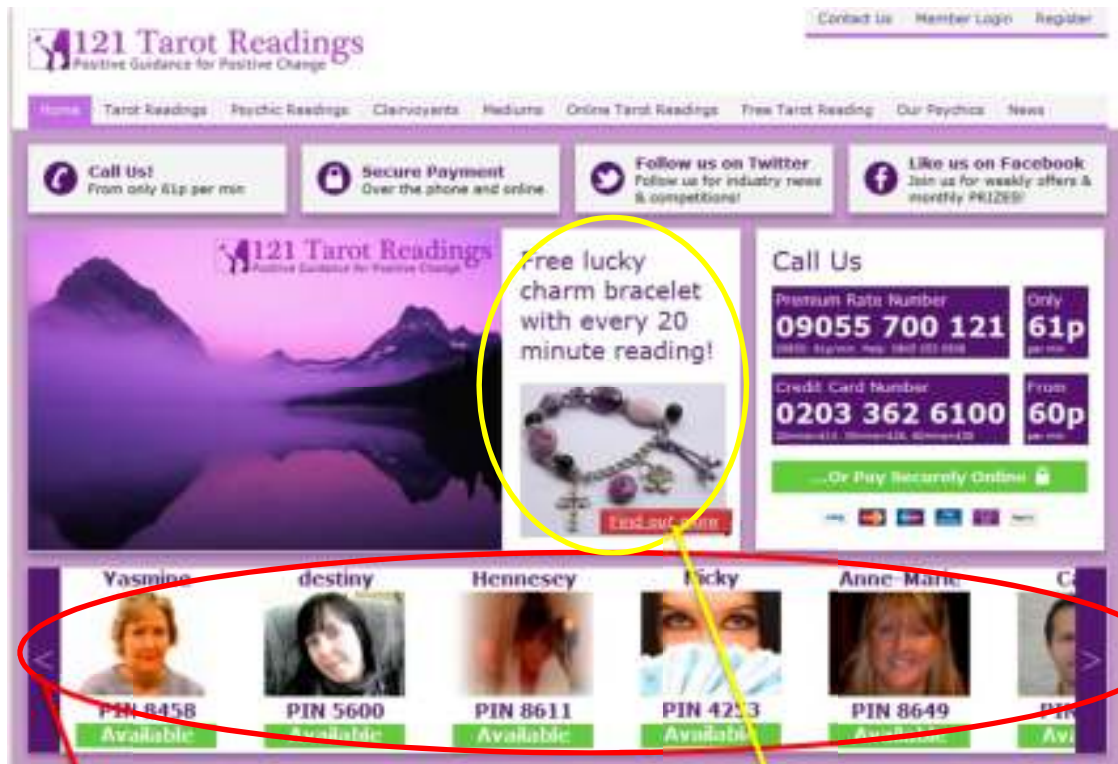 Contact Us Member Login Register
121 Tarot Readings
Positive Guidance for Positive Change
Home Tarot Readings Psychic Readings Clairvoyants Mediums Online Tarot Readings Free Tarot Reading Our Psychics News
Call Us!
From only 61p per min
Secure Payment
Over the phone and online
Follow us on Twitter
Follow us for industry news
& competitions!
Like us on Facebook
Join us for weekly offers &
monthly PRIZES!
121 Tarot Readings
Positive Guidance for Positive Change
Free lucky
charm bracelet
with every 20
minute reading!
Find out more
Call Us
Premium Rate Number
09055 700 121
Only
61p
per min
Credit Card Number
0203 362 6100
From
60p
per min
...Or Pay Securely Online
Yasmine destiny Hennesey Nicky Anne-Marie
< >
PIN 8458 PIN 5600 PIN 8611 PIN 4253 PIN 8649 PIN
Available Available Available Available Available